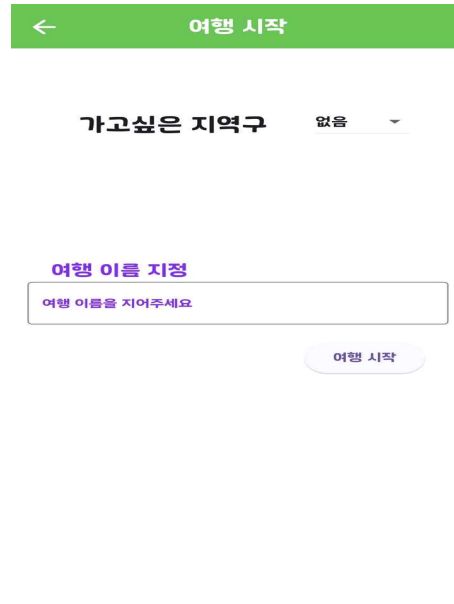 여행 시작
가고싶은 지역구 없음
여행 이름 지정
여행 이름을 지어주세요
여행 시작